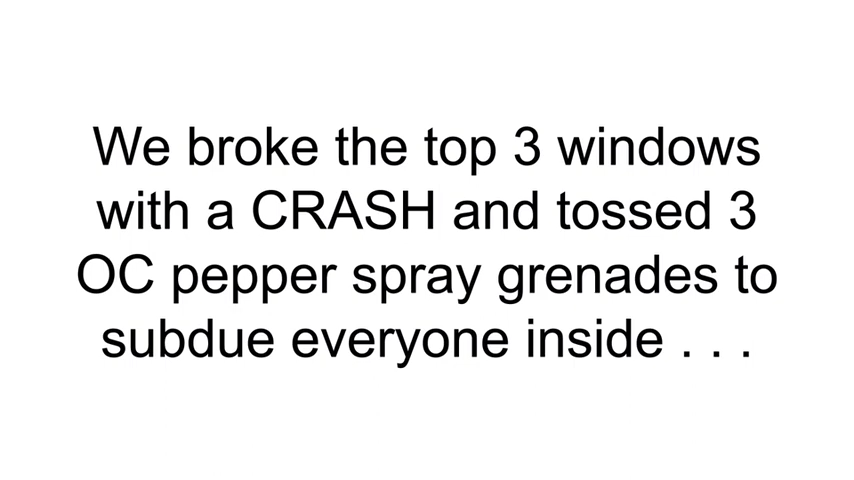 We broke the top 3 windows
with a CRASH and tossed 3
OC pepper spray grenades to
subdue everyone inside . . .